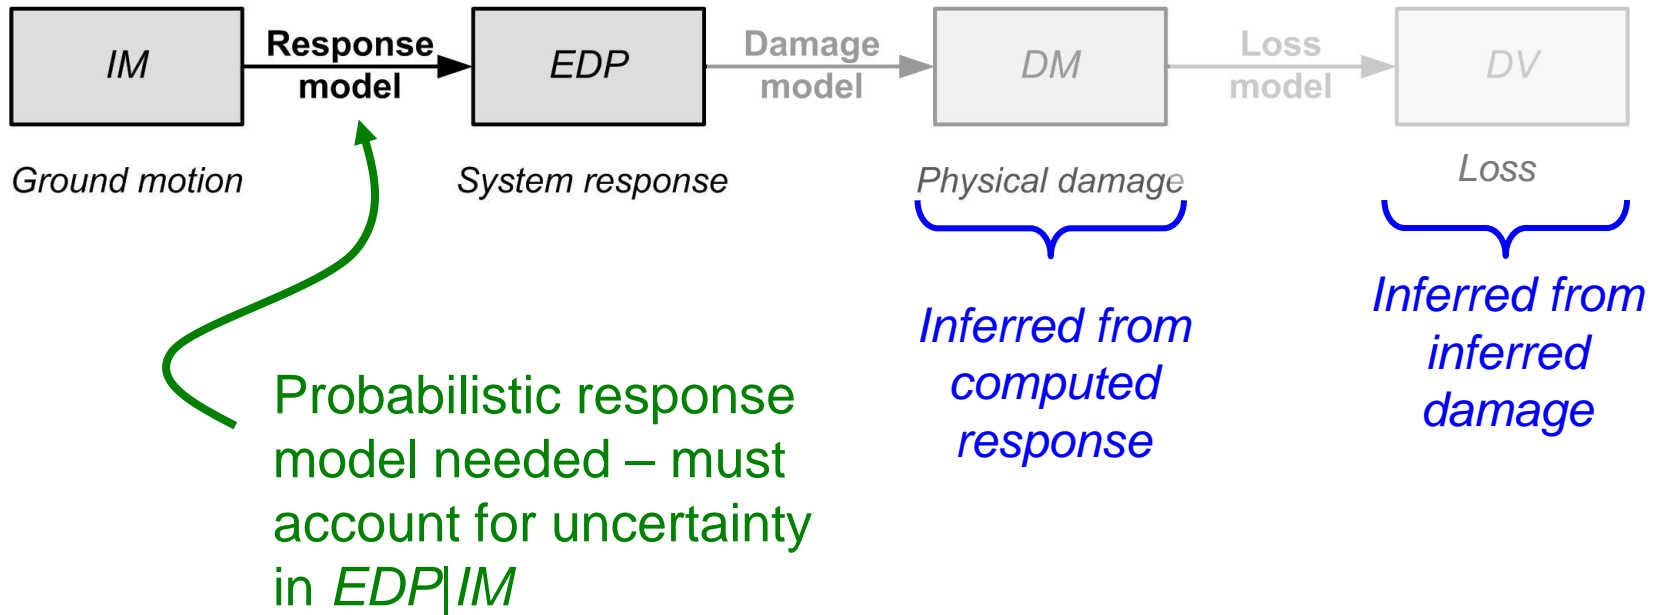 IM
Response
model
EDP
Damage
model
DM
Loss
model
DV
Ground motion
System response
Physical damage
Loss
Probabilistic response
model needed – must
account for uncertainty
in EDP|IM
Inferred from
computed
response
Inferred from
inferred
damage